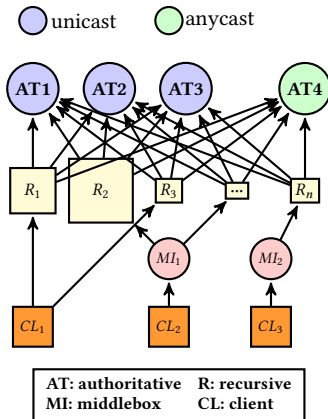 unicast anycast
AT1 AT2 AT3 AT4
R1 R2 R3 ... Rn
MI1 MI2
CL1 CL2 CL3
AT: authoritative R: recursive
MI: middlebox CL: client